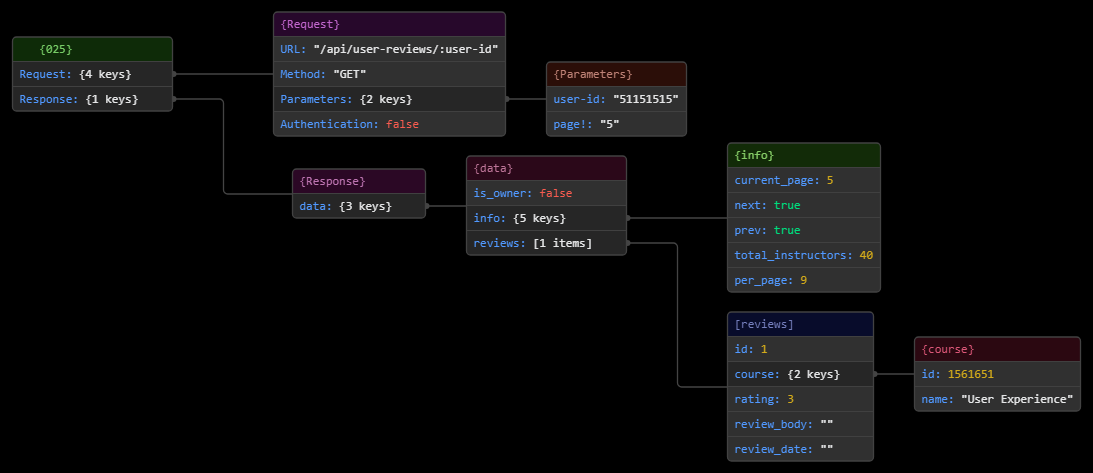 {025}
Request: {4 keys}
Response: {1 keys}
{Request}
URL: "/api/user-reviews/:user-id"
Method: "GET"
Parameters: {2 keys}
Authentication: false
{Parameters}
user-id: "51151515"
page!: "5"
{Response}
data: {3 keys}
{data}
is_owner: false
info: {5 keys}
reviews: [1 items]
{info}
current_page: 5
next: true
prev: true
total_instructors: 40
per_page: 9
[reviews]
id: 1
course: {2 keys}
rating: 3
review_body: ""
review_date: ""
{course}
id: 1561651
name: "User Experience"